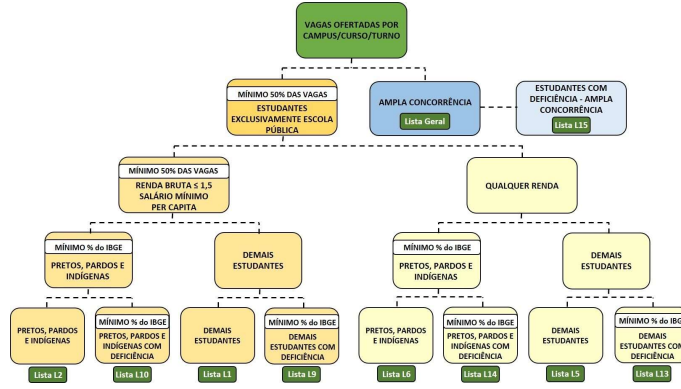 VAGAS OFERTADAS POR
CAMPUS/CURSO/TURNO
MÍNIMO 50% DAS VAGAS
ESTUDANTES
EXCLUSIVAMENTE ESCOLA
PÚBLICA
AMPLA CONCORRÊNCIA
Lista Geral
ESTUDANTES COM
DEFICIÊNCIA - AMPLA
CONCORRÊNCIA
Lista L15
MÍNIMO 50% DAS VAGAS
RENDA BRUTA ≤ 1,5
SALÁRIO MÍNIMO
PER CAPITA
QUALQUER RENDA
MÍNIMO % do IBGE
PRETOS, PARDOS E
INDÍGENAS
DEMAIS
ESTUDANTES
MÍNIMO % do IBGE
PRETOS, PARDOS E
INDÍGENAS
DEMAIS
ESTUDANTES
PRETOS, PARDOS
E INDÍGENAS
Lista L2
MÍNIMO % do IBGE
PRETOS, PARDOS E
INDÍGENAS COM
DEFICIÊNCIA
Lista L10
DEMAIS
ESTUDANTES
Lista L1
MÍNIMO % do IBGE
DEMAIS
ESTUDANTES COM
DEFICIÊNCIA
Lista L9
PRETOS, PARDOS
E INDÍGENAS
Lista L6
MÍNIMO % do IBGE
PRETOS, PARDOS E
INDÍGENAS COM
DEFICIÊNCIA
Lista L14
DEMAIS
ESTUDANTES
Lista L5
MÍNIMO % do IBGE
DEMAIS
ESTUDANTES COM
DEFICIÊNCIA
Lista L13